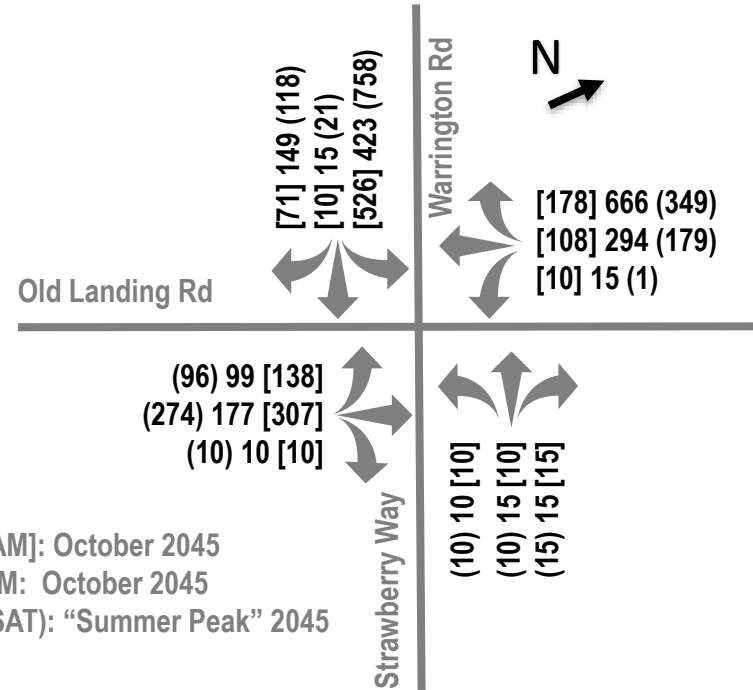 N
Warrington Rd
[71] 149 (118)
[10] 15 (21)
[526] 423 (758)
[178] 666 (349)
[108] 294 (179)
[10] 15 (1)
Old Landing Rd
(96) 99 [138]
(274) 177 [307]
(10) 10 [10]
(10) 10 [10]
(10) 15 [10]
(15) 15 [15]
Strawberry Way
AM]: October 2045
M: October 2045
SAT): “Summer Peak” 2045